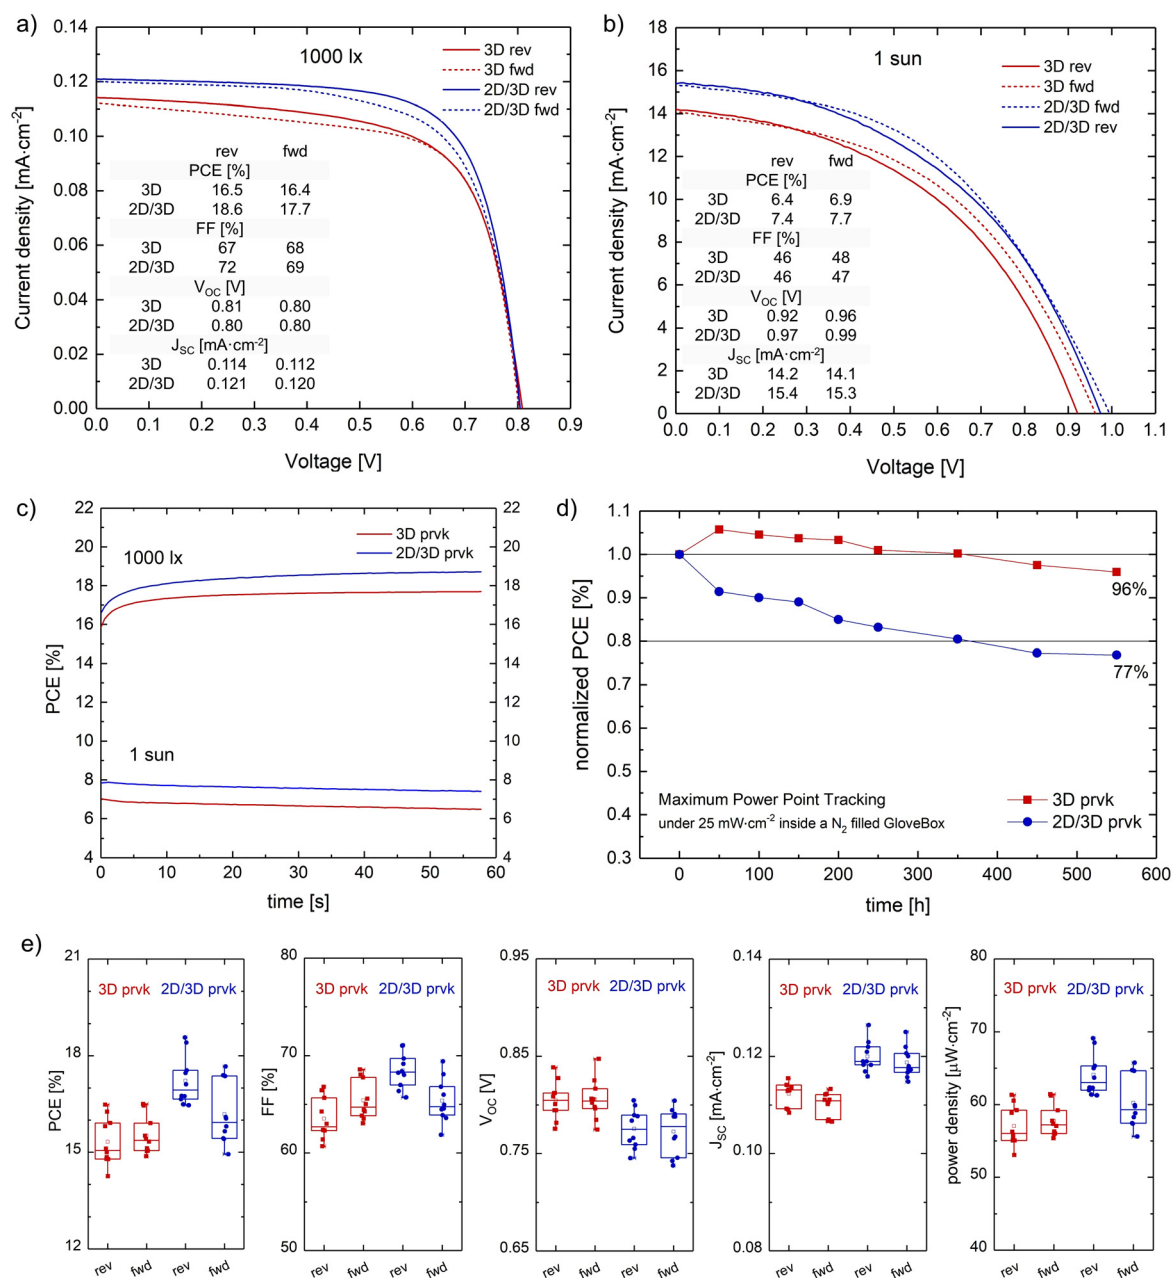 a)
1000 lx
3D rev
3D fwd
2D/3D rev
2D/3D fwd
Current density [mA·cm⁻²]
0.14
0.12
0.10
0.08
0.06
0.04
0.02
0.00
rev fwd
PCE [%]
3D 16.5 16.4
2D/3D 18.6 17.7
FF [%]
3D 67 68
2D/3D 72 69
V_OC [V]
3D 0.81 0.80
2D/3D 0.80 0.80
J_SC [mA·cm⁻²]
3D 0.114 0.112
2D/3D 0.121 0.120
0.0 0.1 0.2 0.3 0.4 0.5 0.6 0.7 0.8 0.9
Voltage [V]
b)
1 sun
3D rev
3D fwd
2D/3D fwd
2D/3D rev
Current density [mA·cm⁻²]
18
16
14
12
10
8
6
4
2
0
rev fwd
PCE [%]
3D 6.4 6.9
2D/3D 7.4 7.7
FF [%]
3D 46 48
2D/3D 46 47
V_OC [V]
3D 0.92 0.96
2D/3D 0.97 0.99
J_SC [mA·cm⁻²]
3D 14.2 14.1
2D/3D 15.4 15.3
0.0 0.1 0.2 0.3 0.4 0.5 0.6 0.7 0.8 0.9 1.0 1.1
Voltage [V]
c)
3D prvk
2D/3D prvk
1000 lx
1 sun
PCE [%]
22 22
20 20
18 18
16 16
14 14
12 12
10 10
8 8
6 6
4 4
0 10 20 30 40 50 60
time [s]
d)
normalized PCE [%]
1.1
1.0
0.9
0.8
0.7
0.6
0.5
0.4
0.3
96%
77%
Maximum Power Point Tracking
under 25 mW·cm⁻² inside a N₂ filled GloveBox
3D prvk
2D/3D prvk
0 100 200 300 400 500 600
time [h]
e)
PCE [%]
21
18
15
12
3D prvk 2D/3D prvk
rev fwd rev fwd
FF [%]
80
70
60
50
3D prvk 2D/3D prvk
rev fwd rev fwd
V_OC [V]
0.95
0.85
0.75
0.65
3D prvk 2D/3D prvk
rev fwd rev fwd
J_SC [mA·cm⁻²]
0.14
0.12
0.10
0.08
3D prvk 2D/3D prvk
rev fwd rev fwd
power density [µW·cm⁻²]
80
70
60
50
40
3D prvk 2D/3D prvk
rev fwd rev fwd